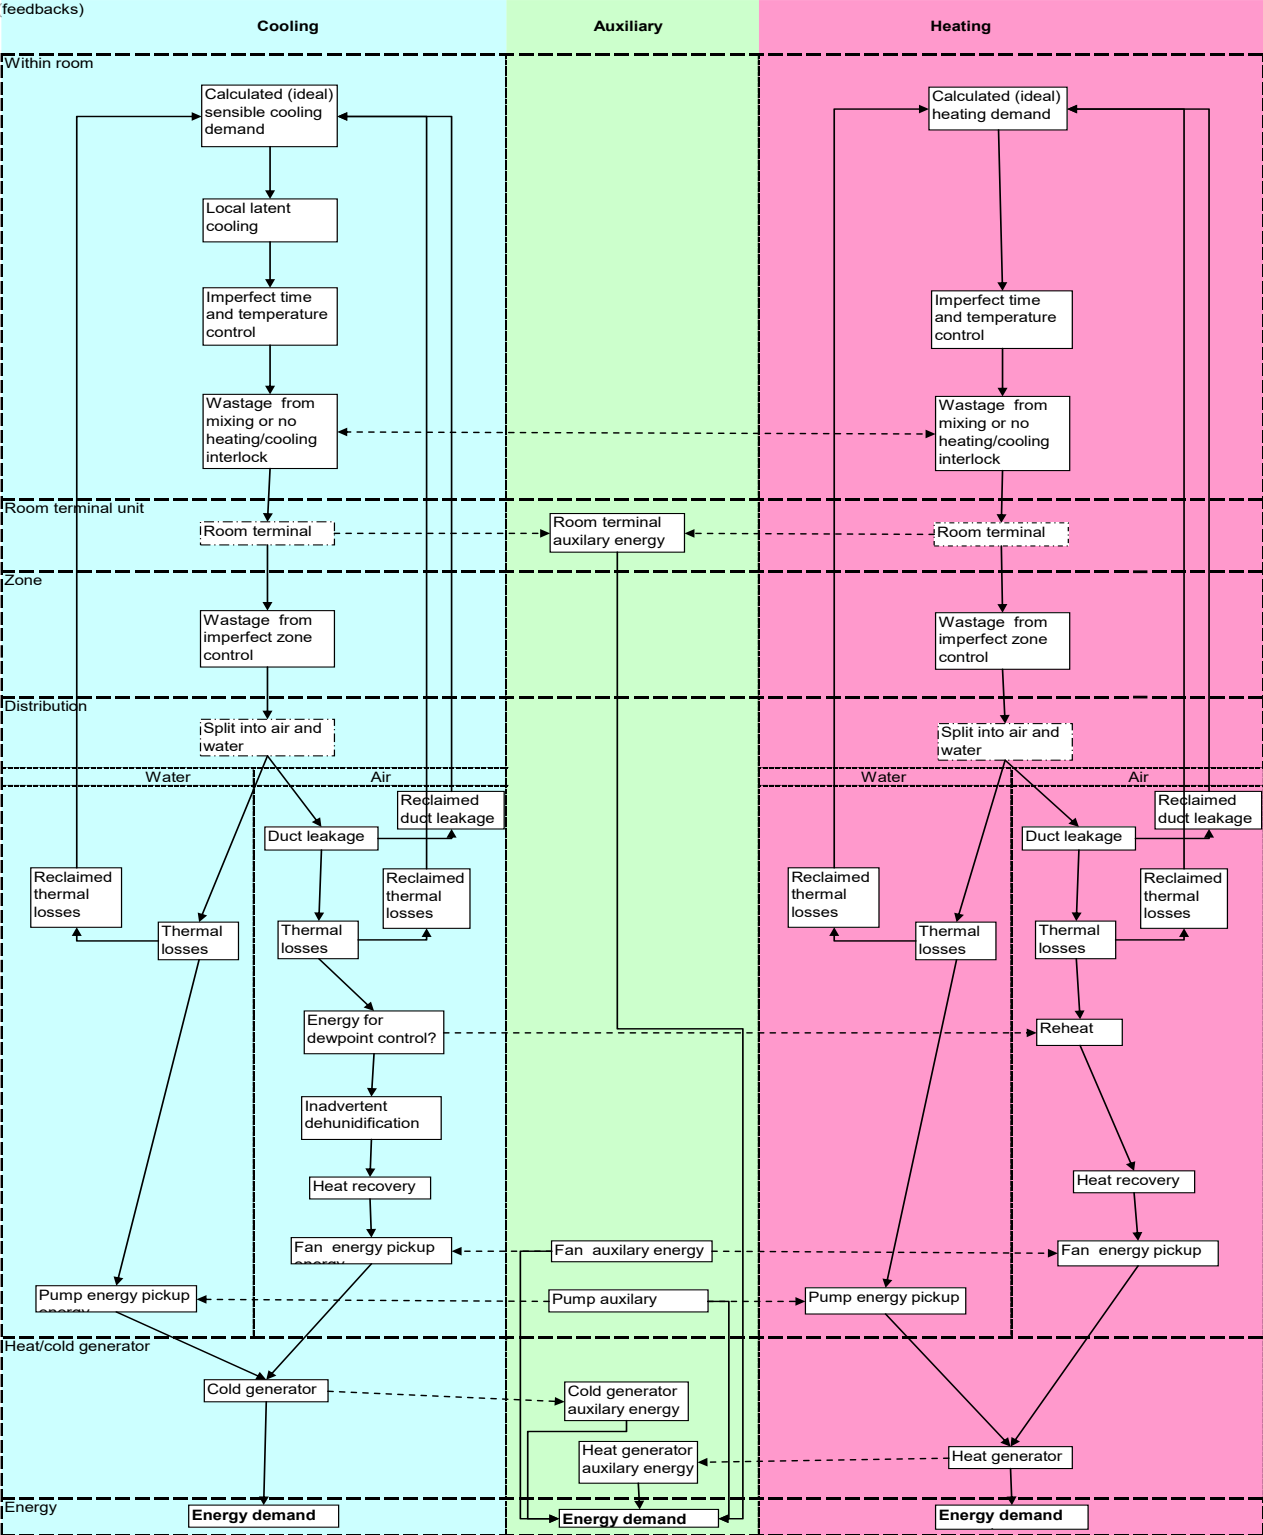 (feedbacks)
Cooling
Auxiliary
Heating
Within room
Calculated (ideal)
sensible cooling
demand
Calculated (ideal)
heating demand
Local latent
cooling
Imperfect time
and temperature
control
Imperfect time
and temperature
control
Wastage from
mixing or no
heating/cooling
interlock
Wastage from
mixing or no
heating/cooling
interlock
Room terminal unit
Room terminal
Room terminal
auxilary energy
Room terminal
Zone
Wastage from
imperfect zone
control
Wastage from
imperfect zone
control
Distribution
Split into air and
water
Split into air and
water
Water
Air
Water
Air
Reclaimed
duct leakage
Duct leakage
Reclaimed
duct leakage
Duct leakage
Reclaimed
thermal
losses
Reclaimed
thermal
losses
Reclaimed
thermal
losses
Reclaimed
thermal
losses
Thermal
losses
Thermal
losses
Thermal
losses
Thermal
losses
Energy for
dewpoint control?
Reheat
Inadvertent
dehunidification
Heat recovery
Heat recovery
Fan energy pickup
energy
Fan auxilary energy
Fan energy pickup
Pump energy pickup
energy
Pump auxilary
Pump energy pickup
Heat/cold generator
Cold generator
Cold generator
auxilary energy
Heat generator
auxilary energy
Heat generator
Energy
Energy demand
Energy demand
Energy demand